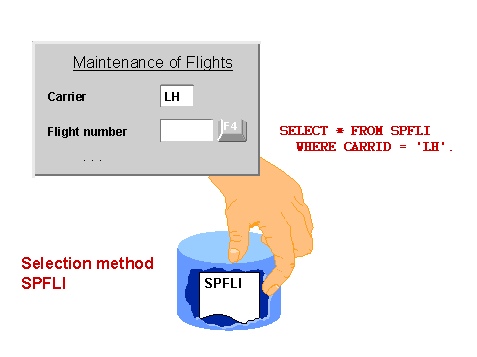 Maintenance of Flights
Carrier LH
Flight number F4
. . .
SELECT * FROM SPFLI
WHERE CARRID = 'LH'.
Selection method
SPFLI
SPFLI